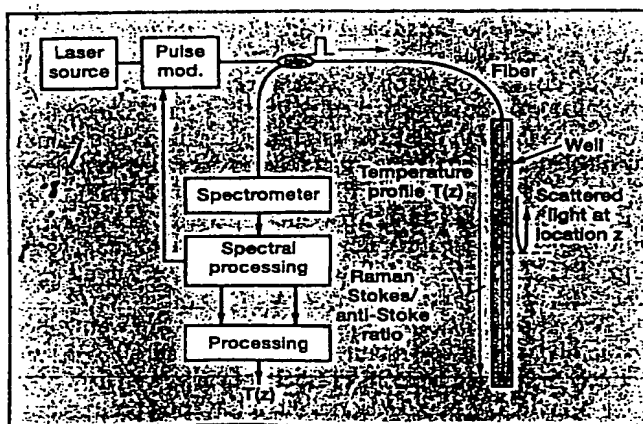 Laser
source
Pulse
mod.
Fiber
Well
Spectrometer
Temperature
profile T(z)
Scattered
light at
location z
Spectral
processing
Raman
Stokes/
anti-Stoke
ratio
Processing
T(z)